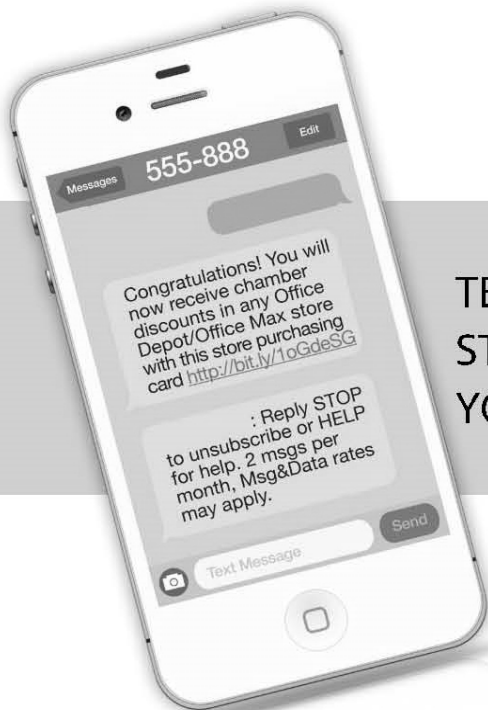 Messages
555-888
Edit
Congratulations! You will
now receive chamber
discounts in any Office
Depot/Office Max store
with this store purchasing
card http://bit.ly/1oGdeSG
: Reply STOP
to unsubscribe or HELP
for help. 2 msgs per
month, Msg&Data rates
may apply.
Text Message
Send